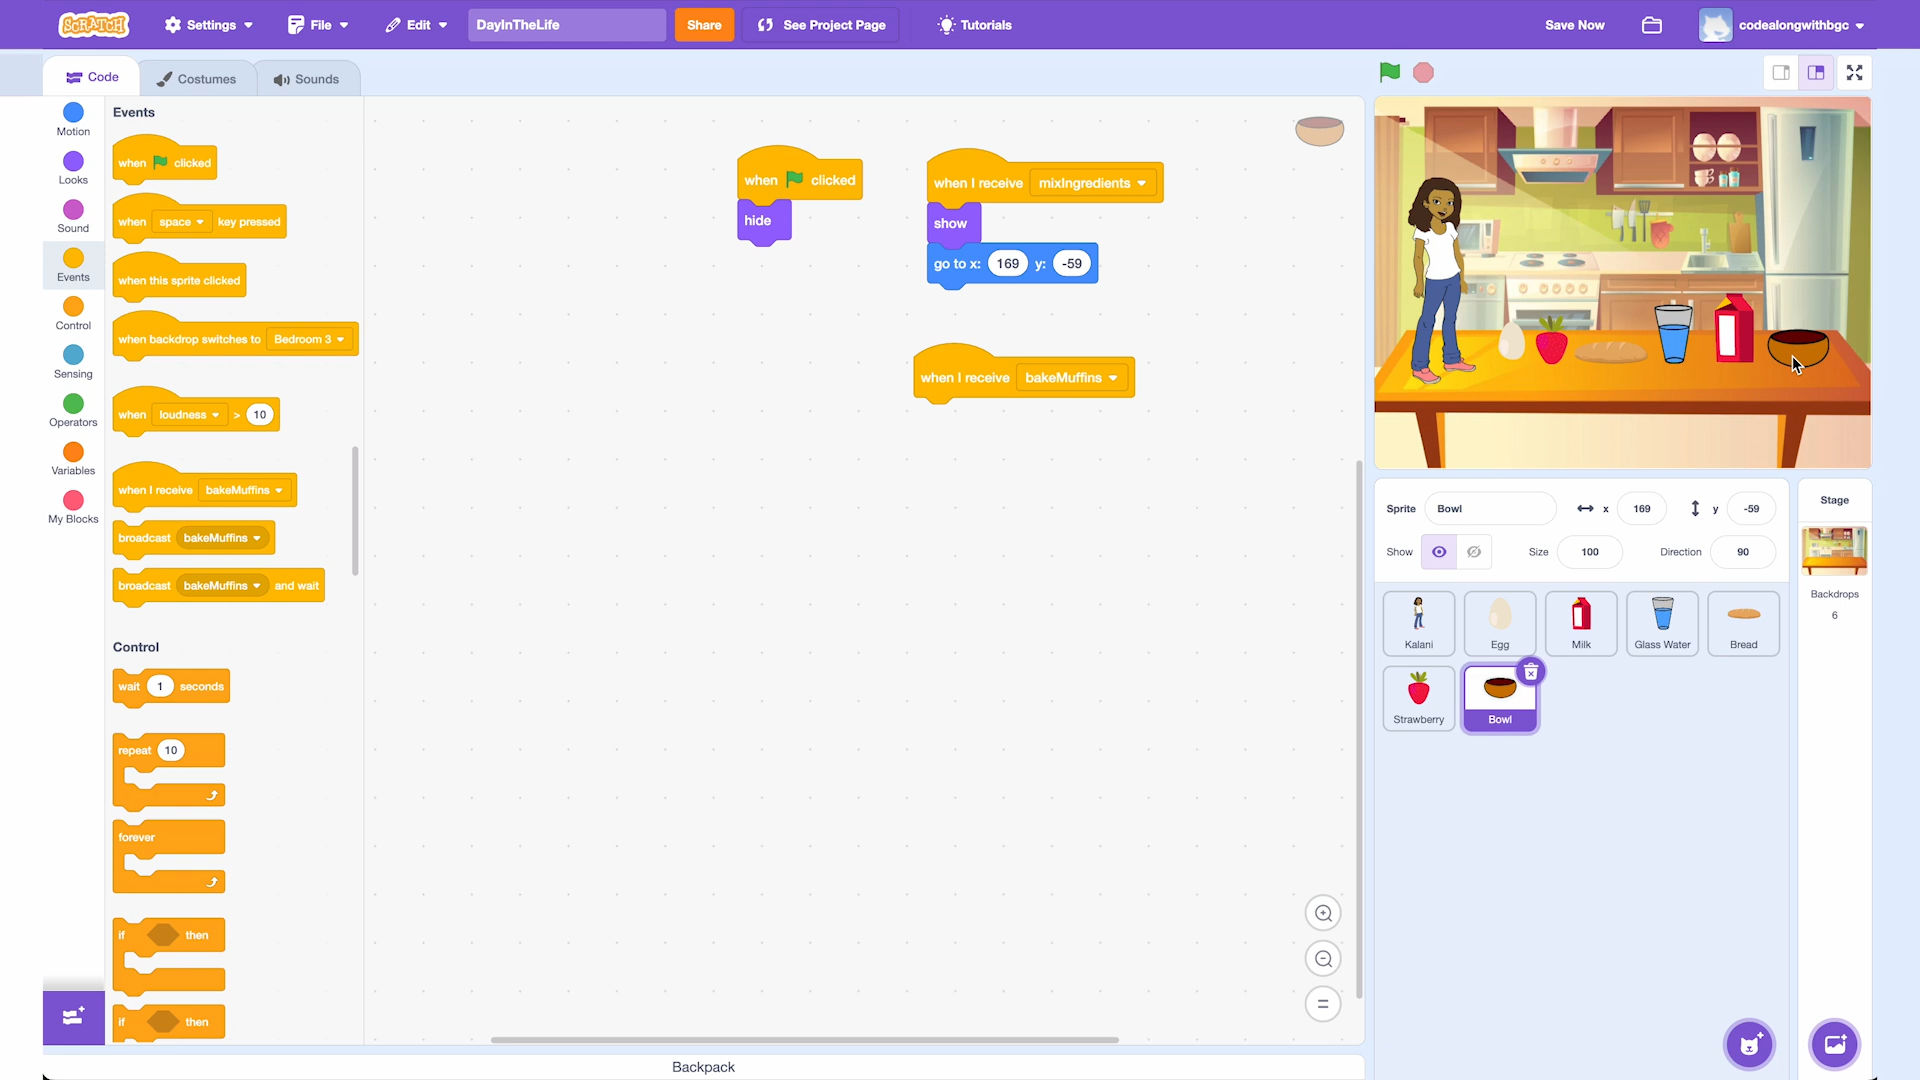 SCRATCH Settings File Edit DayInTheLife Share See Project Page Tutorials Save Now codealongwithbgc
Code Costumes Sounds
Motion
Looks
Sound
Events
Control
Sensing
Operators
Variables
My Blocks
Events
when clicked
when space key pressed
when this sprite clicked
when backdrop switches to Bedroom 3
when loudness > 10
when I receive bakeMuffins
broadcast bakeMuffins
broadcast bakeMuffins and wait
Control
wait 1 seconds
repeat 10
forever
if then
if then
when clicked
hide
when I receive mixIngredients
show
go to x: 169 y: -59
when I receive bakeMuffins
Sprite Bowl x 169 y -59
Show Size 100 Direction 90
Kalani Egg Milk Glass Water Bread
Strawberry Bowl
Stage
Backdrops
6
Backpack